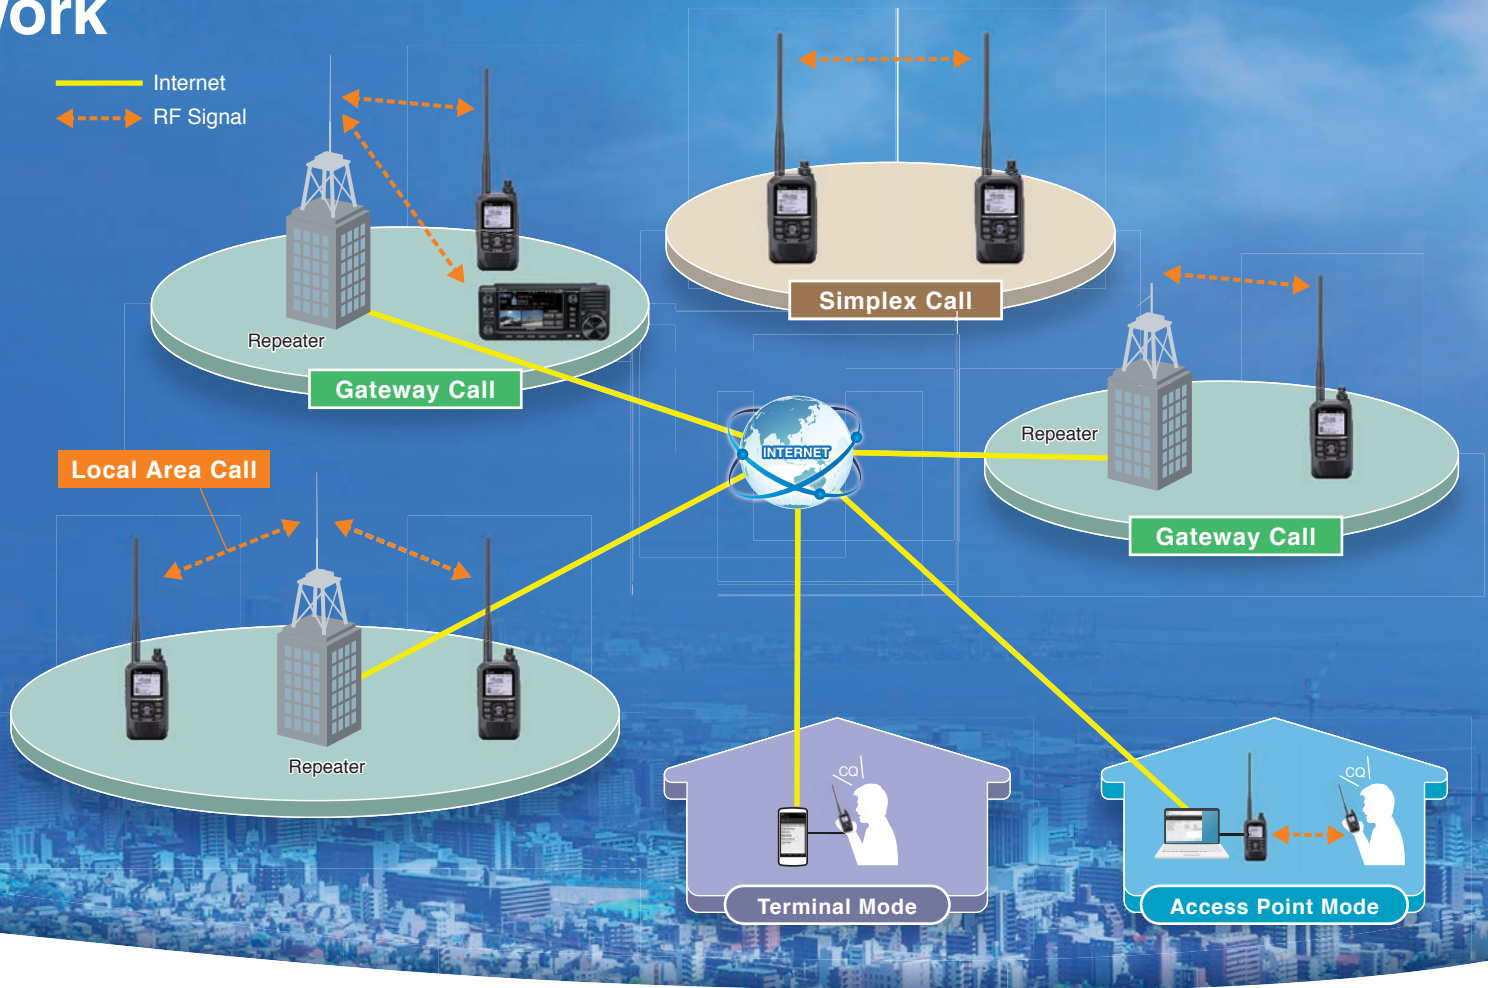 Internet
RF Signal
Repeater
Gateway Call
Simplex Call
Repeater
Gateway Call
INTERNET
Local Area Call
Repeater
CQ
Terminal Mode
CQ
Access Point Mode